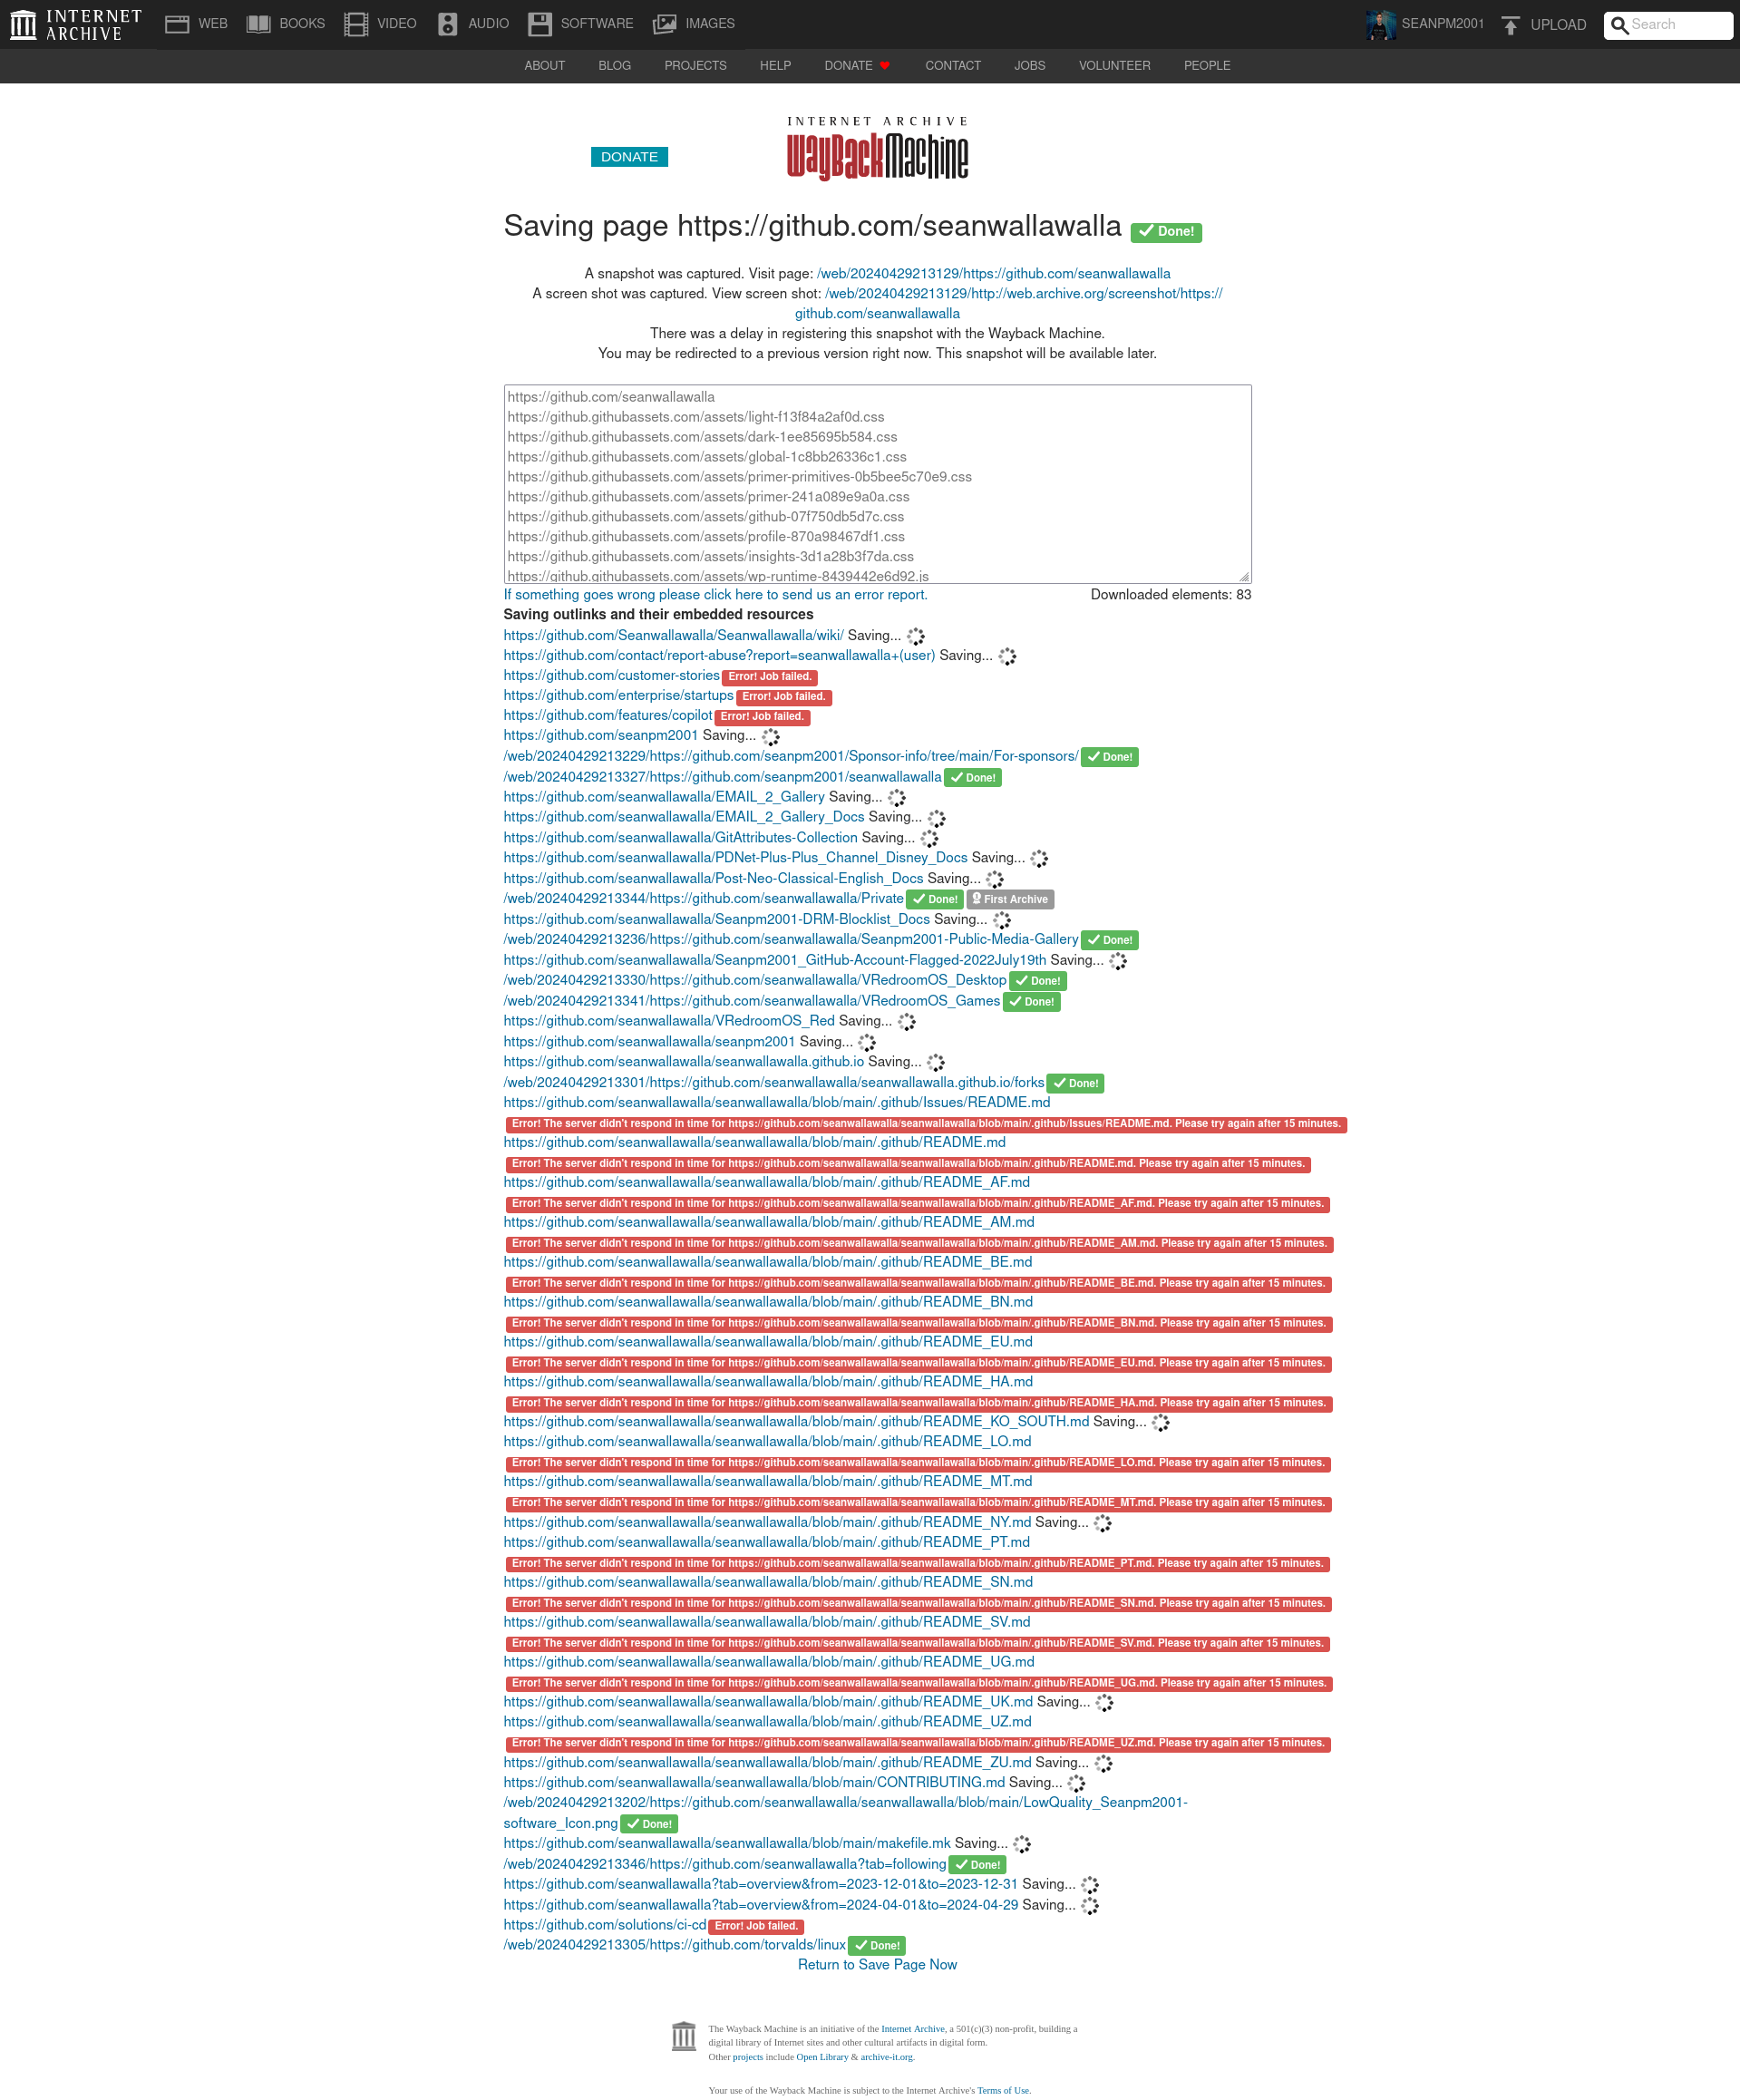 INTERNET ARCHIVE WEB BOOKS VIDEO AUDIO SOFTWARE IMAGES SEANPM2001 UPLOAD Search
ABOUT BLOG PROJECTS HELP DONATE CONTACT JOBS VOLUNTEER PEOPLE
INTERNET ARCHIVE
DONATE WayBackMachine
Saving page https://github.com/seanwallawalla Done!
A snapshot was captured. Visit page: /web/20240429213129/https://github.com/seanwallawalla
A screen shot was captured. View screen shot: /web/20240429213129/http://web.archive.org/screenshot/https://
github.com/seanwallawalla
There was a delay in registering this snapshot with the Wayback Machine.
You may be redirected to a previous version right now. This snapshot will be available later.
https://github.com/seanwallawalla
https://github.githubassets.com/assets/light-f13f84a2af0d.css
https://github.githubassets.com/assets/dark-1ee85695b584.css
https://github.githubassets.com/assets/global-1c8bb26336c1.css
https://github.githubassets.com/assets/primer-primitives-0b5bee5c70e9.css
https://github.githubassets.com/assets/primer-241a089e9a0a.css
https://github.githubassets.com/assets/github-07f750db5d7c.css
https://github.githubassets.com/assets/profile-870a98467df1.css
https://github.githubassets.com/assets/insights-3d1a28b3f7da.css
https://github.githubassets.com/assets/wp-runtime-8439442e6d92.js
If something goes wrong please click here to send us an error report. Downloaded elements: 83
Saving outlinks and their embedded resources
https://github.com/Seanwallawalla/Seanwallawalla/wiki/ Saving...
https://github.com/contact/report-abuse?report=seanwallawalla+(user) Saving...
https://github.com/customer-stories Error! Job failed.
https://github.com/enterprise/startups Error! Job failed.
https://github.com/features/copilot Error! Job failed.
https://github.com/seanpm2001 Saving...
/web/20240429213229/https://github.com/seanpm2001/Sponsor-info/tree/main/For-sponsors/ Done!
/web/20240429213327/https://github.com/seanpm2001/seanwallawalla Done!
https://github.com/seanwallawalla/EMAIL_2_Gallery Saving...
https://github.com/seanwallawalla/EMAIL_2_Gallery_Docs Saving...
https://github.com/seanwallawalla/GitAttributes-Collection Saving...
https://github.com/seanwallawalla/PDNet-Plus-Plus_Channel_Disney_Docs Saving...
https://github.com/seanwallawalla/Post-Neo-Classical-English_Docs Saving...
/web/20240429213344/https://github.com/seanwallawalla/Private Done! First Archive
https://github.com/seanwallawalla/Seanpm2001-DRM-Blocklist_Docs Saving...
/web/20240429213236/https://github.com/seanwallawalla/Seanpm2001-Public-Media-Gallery Done!
https://github.com/seanwallawalla/Seanpm2001_GitHub-Account-Flagged-2022July19th Saving...
/web/20240429213330/https://github.com/seanwallawalla/VRedroomOS_Desktop Done!
/web/20240429213341/https://github.com/seanwallawalla/VRedroomOS_Games Done!
https://github.com/seanwallawalla/VRedroomOS_Red Saving...
https://github.com/seanwallawalla/seanpm2001 Saving...
https://github.com/seanwallawalla/seanwallawalla.github.io Saving...
/web/20240429213301/https://github.com/seanwallawalla/seanwallawalla.github.io/forks Done!
https://github.com/seanwallawalla/seanwallawalla/blob/main/.github/Issues/README.md
Error! The server didn't respond in time for https://github.com/seanwallawalla/seanwallawalla/blob/main/.github/Issues/README.md. Please try again after 15 minutes.
https://github.com/seanwallawalla/seanwallawalla/blob/main/.github/README.md
Error! The server didn't respond in time for https://github.com/seanwallawalla/seanwallawalla/blob/main/.github/README.md. Please try again after 15 minutes.
https://github.com/seanwallawalla/seanwallawalla/blob/main/.github/README_AF.md
Error! The server didn't respond in time for https://github.com/seanwallawalla/seanwallawalla/blob/main/.github/README_AF.md. Please try again after 15 minutes.
https://github.com/seanwallawalla/seanwallawalla/blob/main/.github/README_AM.md
Error! The server didn't respond in time for https://github.com/seanwallawalla/seanwallawalla/blob/main/.github/README_AM.md. Please try again after 15 minutes.
https://github.com/seanwallawalla/seanwallawalla/blob/main/.github/README_BE.md
Error! The server didn't respond in time for https://github.com/seanwallawalla/seanwallawalla/blob/main/.github/README_BE.md. Please try again after 15 minutes.
https://github.com/seanwallawalla/seanwallawalla/blob/main/.github/README_BN.md
Error! The server didn't respond in time for https://github.com/seanwallawalla/seanwallawalla/blob/main/.github/README_BN.md. Please try again after 15 minutes.
https://github.com/seanwallawalla/seanwallawalla/blob/main/.github/README_EU.md
Error! The server didn't respond in time for https://github.com/seanwallawalla/seanwallawalla/blob/main/.github/README_EU.md. Please try again after 15 minutes.
https://github.com/seanwallawalla/seanwallawalla/blob/main/.github/README_HA.md
Error! The server didn't respond in time for https://github.com/seanwallawalla/seanwallawalla/blob/main/.github/README_HA.md. Please try again after 15 minutes.
https://github.com/seanwallawalla/seanwallawalla/blob/main/.github/README_KO_SOUTH.md Saving...
https://github.com/seanwallawalla/seanwallawalla/blob/main/.github/README_LO.md
Error! The server didn't respond in time for https://github.com/seanwallawalla/seanwallawalla/blob/main/.github/README_LO.md. Please try again after 15 minutes.
https://github.com/seanwallawalla/seanwallawalla/blob/main/.github/README_MT.md
Error! The server didn't respond in time for https://github.com/seanwallawalla/seanwallawalla/blob/main/.github/README_MT.md. Please try again after 15 minutes.
https://github.com/seanwallawalla/seanwallawalla/blob/main/.github/README_NY.md Saving...
https://github.com/seanwallawalla/seanwallawalla/blob/main/.github/README_PT.md
Error! The server didn't respond in time for https://github.com/seanwallawalla/seanwallawalla/blob/main/.github/README_PT.md. Please try again after 15 minutes.
https://github.com/seanwallawalla/seanwallawalla/blob/main/.github/README_SN.md
Error! The server didn't respond in time for https://github.com/seanwallawalla/seanwallawalla/blob/main/.github/README_SN.md. Please try again after 15 minutes.
https://github.com/seanwallawalla/seanwallawalla/blob/main/.github/README_SV.md
Error! The server didn't respond in time for https://github.com/seanwallawalla/seanwallawalla/blob/main/.github/README_SV.md. Please try again after 15 minutes.
https://github.com/seanwallawalla/seanwallawalla/blob/main/.github/README_UG.md
Error! The server didn't respond in time for https://github.com/seanwallawalla/seanwallawalla/blob/main/.github/README_UG.md. Please try again after 15 minutes.
https://github.com/seanwallawalla/seanwallawalla/blob/main/.github/README_UK.md Saving...
https://github.com/seanwallawalla/seanwallawalla/blob/main/.github/README_UZ.md
Error! The server didn't respond in time for https://github.com/seanwallawalla/seanwallawalla/blob/main/.github/README_UZ.md. Please try again after 15 minutes.
https://github.com/seanwallawalla/seanwallawalla/blob/main/.github/README_ZU.md Saving...
https://github.com/seanwallawalla/seanwallawalla/blob/main/CONTRIBUTING.md Saving...
/web/20240429213202/https://github.com/seanwallawalla/seanwallawalla/blob/main/LowQuality_Seanpm2001-
software_Icon.png Done!
https://github.com/seanwallawalla/seanwallawalla/blob/main/makefile.mk Saving...
/web/20240429213346/https://github.com/seanwallawalla?tab=following Done!
https://github.com/seanwallawalla?tab=overview&from=2023-12-01&to=2023-12-31 Saving...
https://github.com/seanwallawalla?tab=overview&from=2024-04-01&to=2024-04-29 Saving...
https://github.com/solutions/ci-cd Error! Job failed.
/web/20240429213305/https://github.com/torvalds/linux Done!
Return to Save Page Now
The Wayback Machine is an initiative of the Internet Archive, a 501(c)(3) non-profit, building a
digital library of Internet sites and other cultural artifacts in digital form.
Other projects include Open Library & archive-it.org.
Your use of the Wayback Machine is subject to the Internet Archive's Terms of Use.